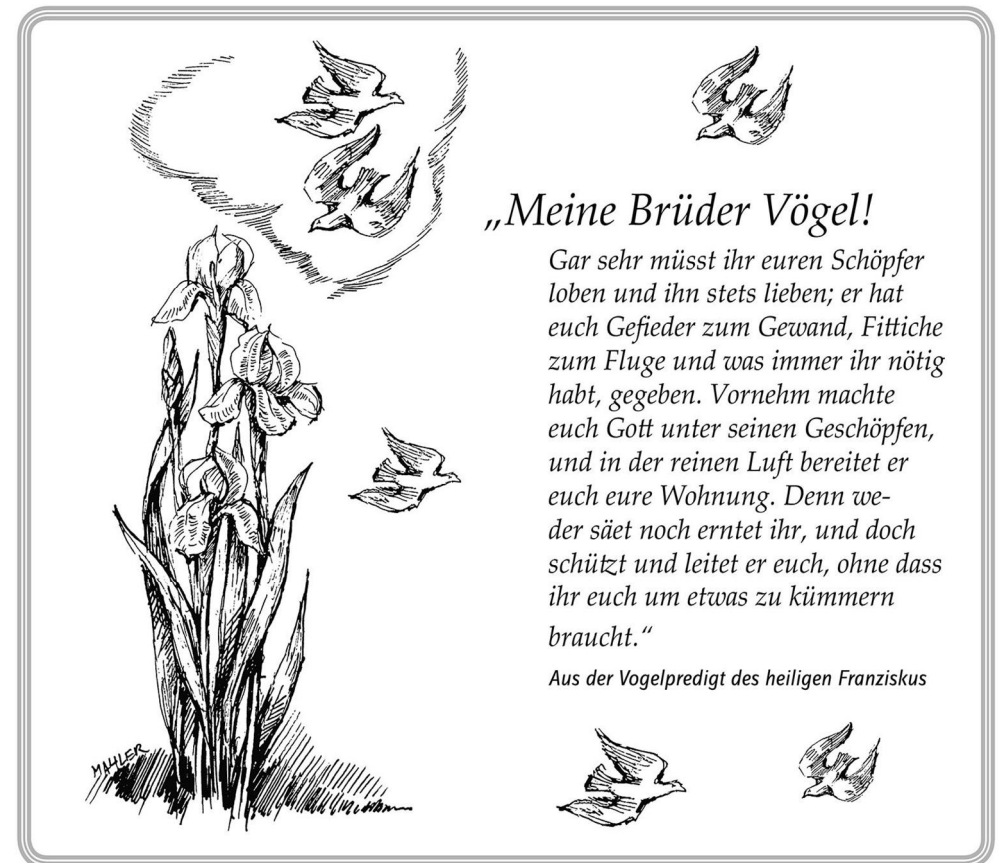 „Meine Brüder Vögel!
Gar sehr müsst ihr euren Schöpfer
loben und ihn stets lieben; er hat
euch Gefieder zum Gewand, Fittiche
zum Fluge und was immer ihr nötig
habt, gegeben. Vornehm machte
euch Gott unter seinen Geschöpfen,
und in der reinen Luft bereitet er
euch eure Wohnung. Denn we-
der säet noch erntet ihr, und doch
schützt und leitet er euch, ohne dass
ihr euch um etwas zu kümmern
braucht.“
Aus der Vogelpredigt des heiligen Franziskus
MAHLER